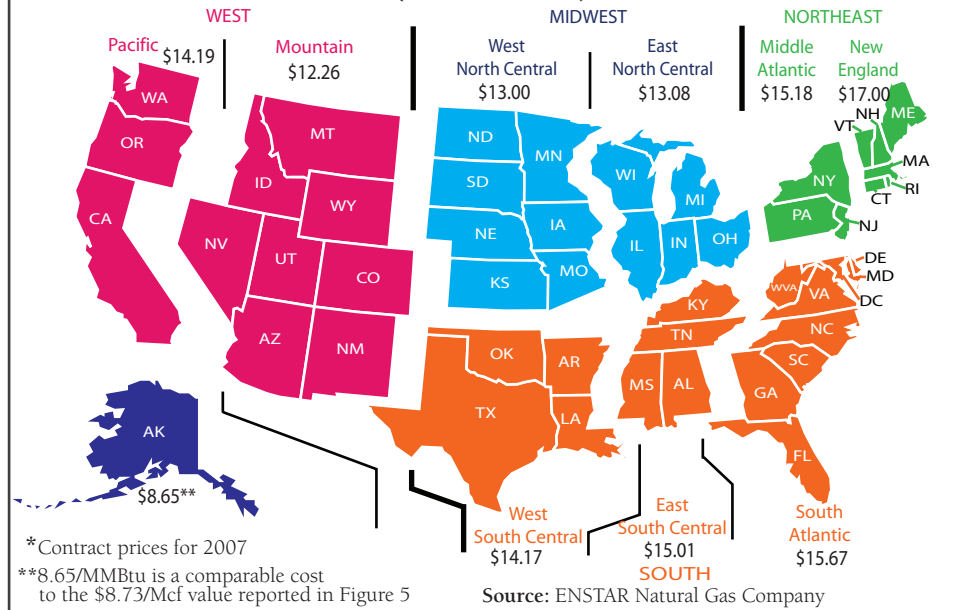 WEST
MIDWEST
NORTHEAST
Pacific
$14.19
Mountain
$12.26
West
North Central
$13.00
East
North Central
$13.08
Middle
Atlantic
$15.18
New
England
$17.00
WA
OR
CA
MT
ID
WY
NV
UT
CO
AZ
NM
ND
SD
NE
KS
MN
IA
MO
WI
MI
IL
IN
OH
NH
ME
VT
MA
RI
CT
NY
PA
NJ
DE
MD
DC
WVA
VA
KY
TN
NC
SC
GA
FL
OK
AR
TX
LA
MS
AL
AK
$8.65**
West
South Central
$14.17
East
South Central
$15.01
SOUTH
South
Atlantic
$15.67
*Contract prices for 2007
**8.65/MMBtu is a comparable cost
to the $8.73/Mcf value reported in Figure 5
Source: ENSTAR Natural Gas Company